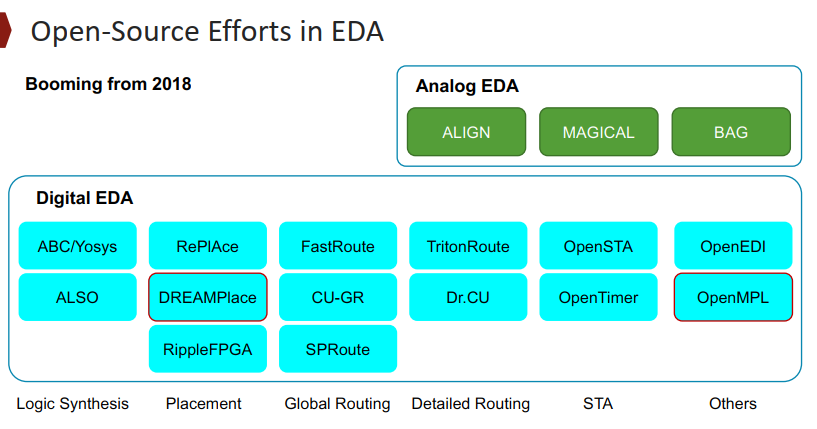 Open-Source Efforts in EDA
Booming from 2018
Analog EDA
ALIGN
MAGICAL
BAG
Digital EDA
ABC/Yosys
RePlAce
FastRoute
TritonRoute
OpenSTA
OpenEDI
ALSO
DREAMPlace
CU-GR
Dr.CU
OpenTimer
OpenMPL
RippleFPGA
SPRoute
Logic Synthesis
Placement
Global Routing
Detailed Routing
STA
Others